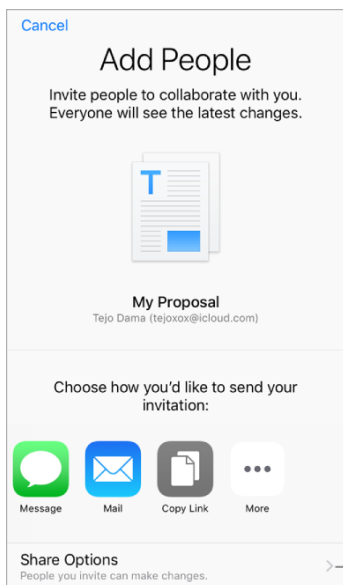 Cancel
Add People
Invite people to collaborate with you.
Everyone will see the latest changes.
T
My Proposal
Tejo Dama (tejoxox@icloud.com)
Choose how you'd like to send your
invitation:
Message Mail Copy Link More
Share Options
People you invite can make changes.